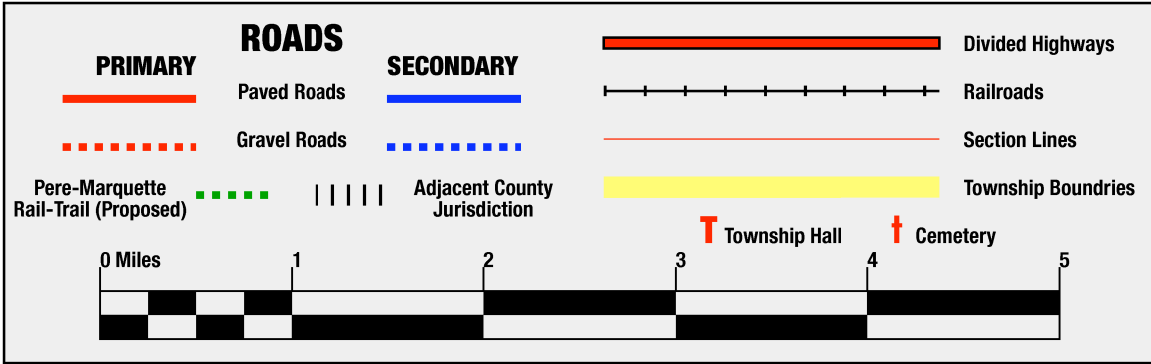 ROADS
PRIMARY
SECONDARY
Paved Roads
Gravel Roads
Pere-Marquette
Rail-Trail (Proposed)
Adjacent County
Jurisdiction
Divided Highways
Railroads
Section Lines
Township Boundries
Township Hall
Cemetery
0 Miles 1 2 3 4 5